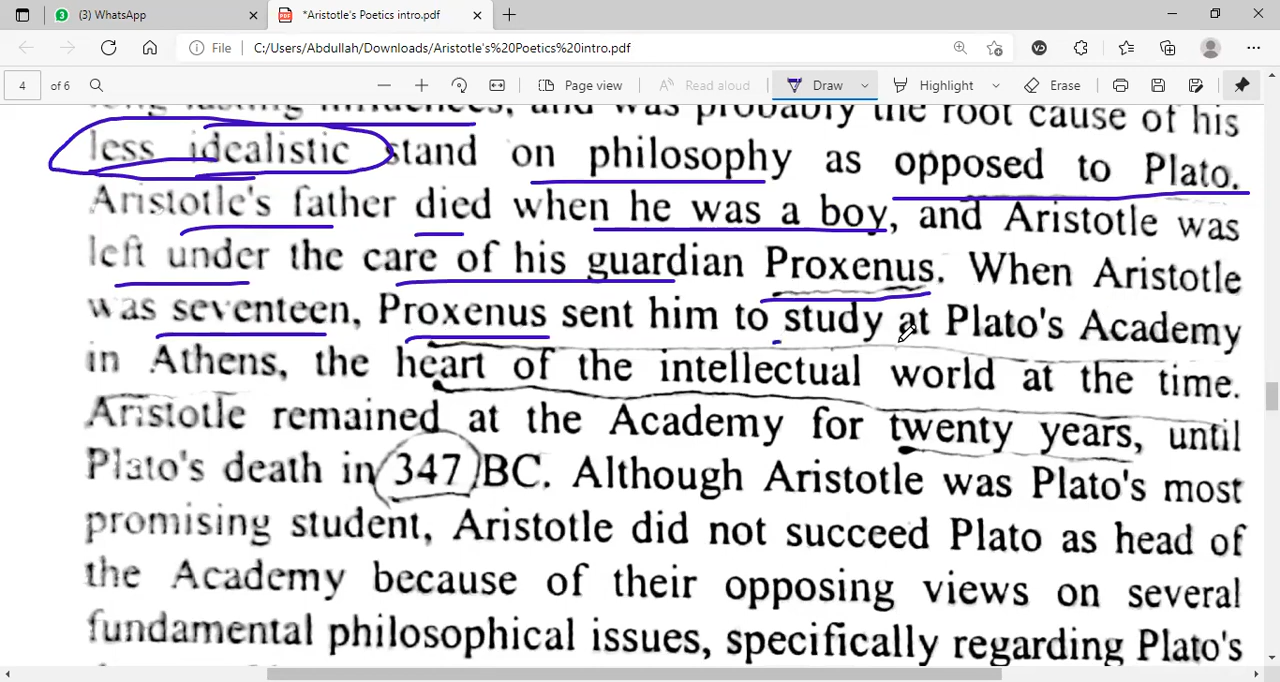 (3) WhatsApp
*Aristotle's Poetics intro.pdf
File C:/Users/Abdullah/Downloads/Aristotle's%20Poetics%20intro.pdf
4 of 6 Page view Read aloud Draw Highlight Erase
long lasting influences, and was probably the root cause of his
less idealistic stand on philosophy as opposed to Plato.
Aristotle's father died when he was a boy, and Aristotle was
left under the care of his guardian Proxenus. When Aristotle
was seventeen, Proxenus sent him to study at Plato's Academy
in Athens, the heart of the intellectual world at the time.
Aristotle remained at the Academy for twenty years, until
Plato's death in 347 BC. Although Aristotle was Plato's most
promising student, Aristotle did not succeed Plato as head of
the Academy because of their opposing views on several
fundamental philosophical issues, specifically regarding Plato's